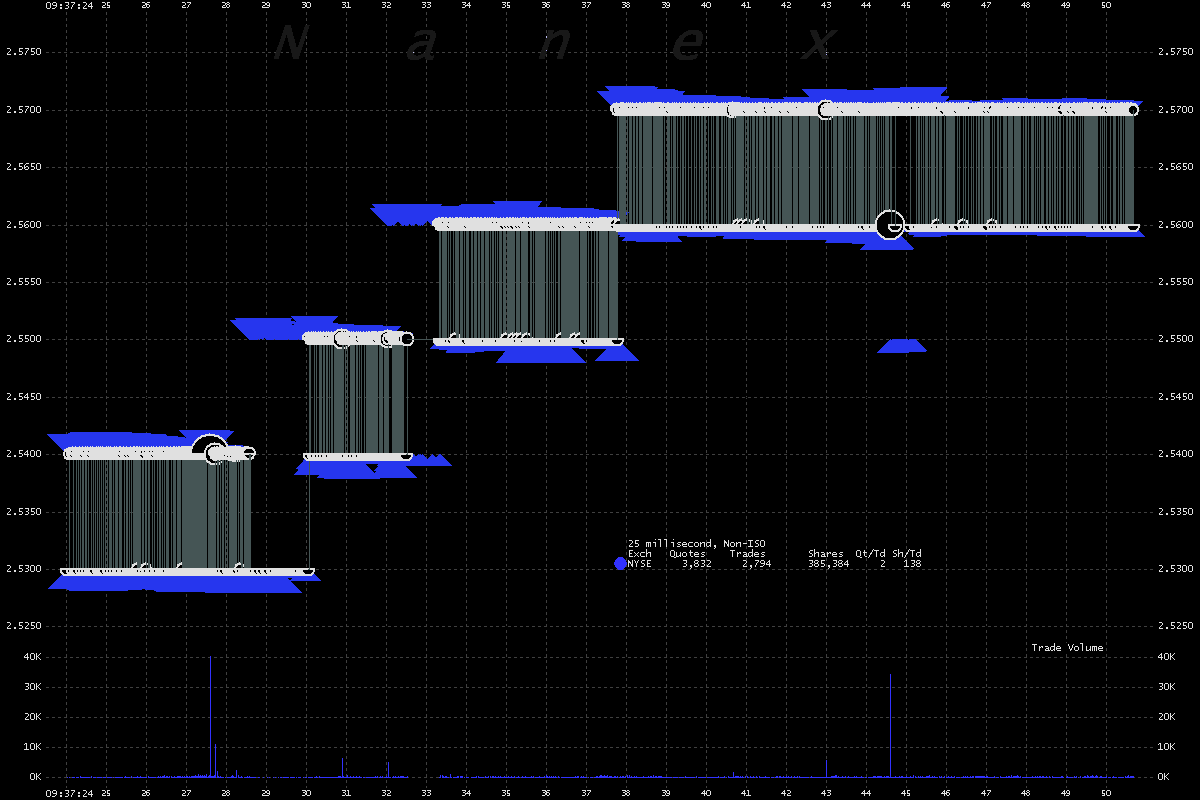 09:37:24 25 26 27 28 29 30 31 32 33 34 35 36 37 38 39 40 41 42 43 44 45 46 47 48 49 50
N a n e x
2.5750 2.5750
2.5700 2.5700
2.5650 2.5650
2.5600 2.5600
2.5550 2.5550
2.5500 2.5500
2.5450 2.5450
2.5400 2.5400
2.5350 2.5350
25 millisecond, Non-ISO
Exch Quotes Trades Shares Qt/Td Sh/Td
NYSE 3,832 2,794 385,384 2 138
2.5300 2.5300
2.5250 2.5250
Trade Volume
40K 40K
30K 30K
20K 20K
10K 10K
0K 0K
09:37:24 25 26 27 28 29 30 31 32 33 34 35 36 37 38 39 40 41 42 43 44 45 46 47 48 49 50